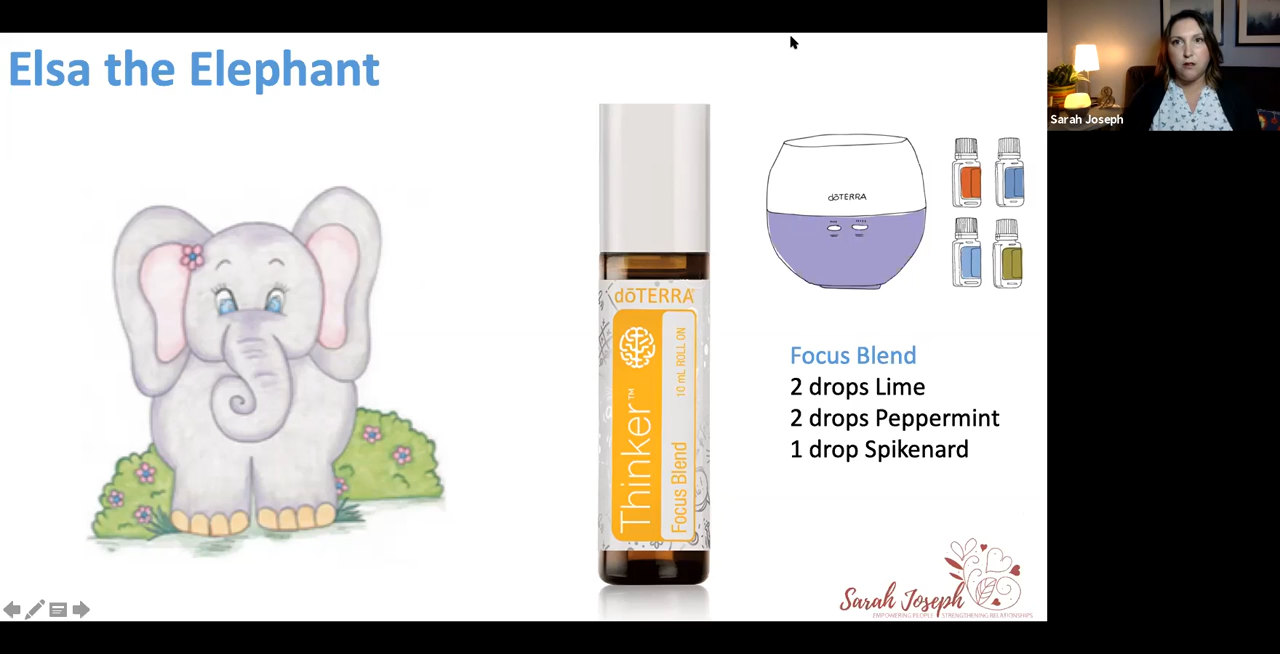 Elsa the Elephant
Sarah Joseph
dōTERRA
Thinker™
Focus Blend
10 mL ROLL ON
dōTERRA
Focus Blend
2 drops Lime
2 drops Peppermint
1 drop Spikenard
Sarah Joseph
EMPOWERING PEOPLE STRENGTHENING RELATIONSHIPS